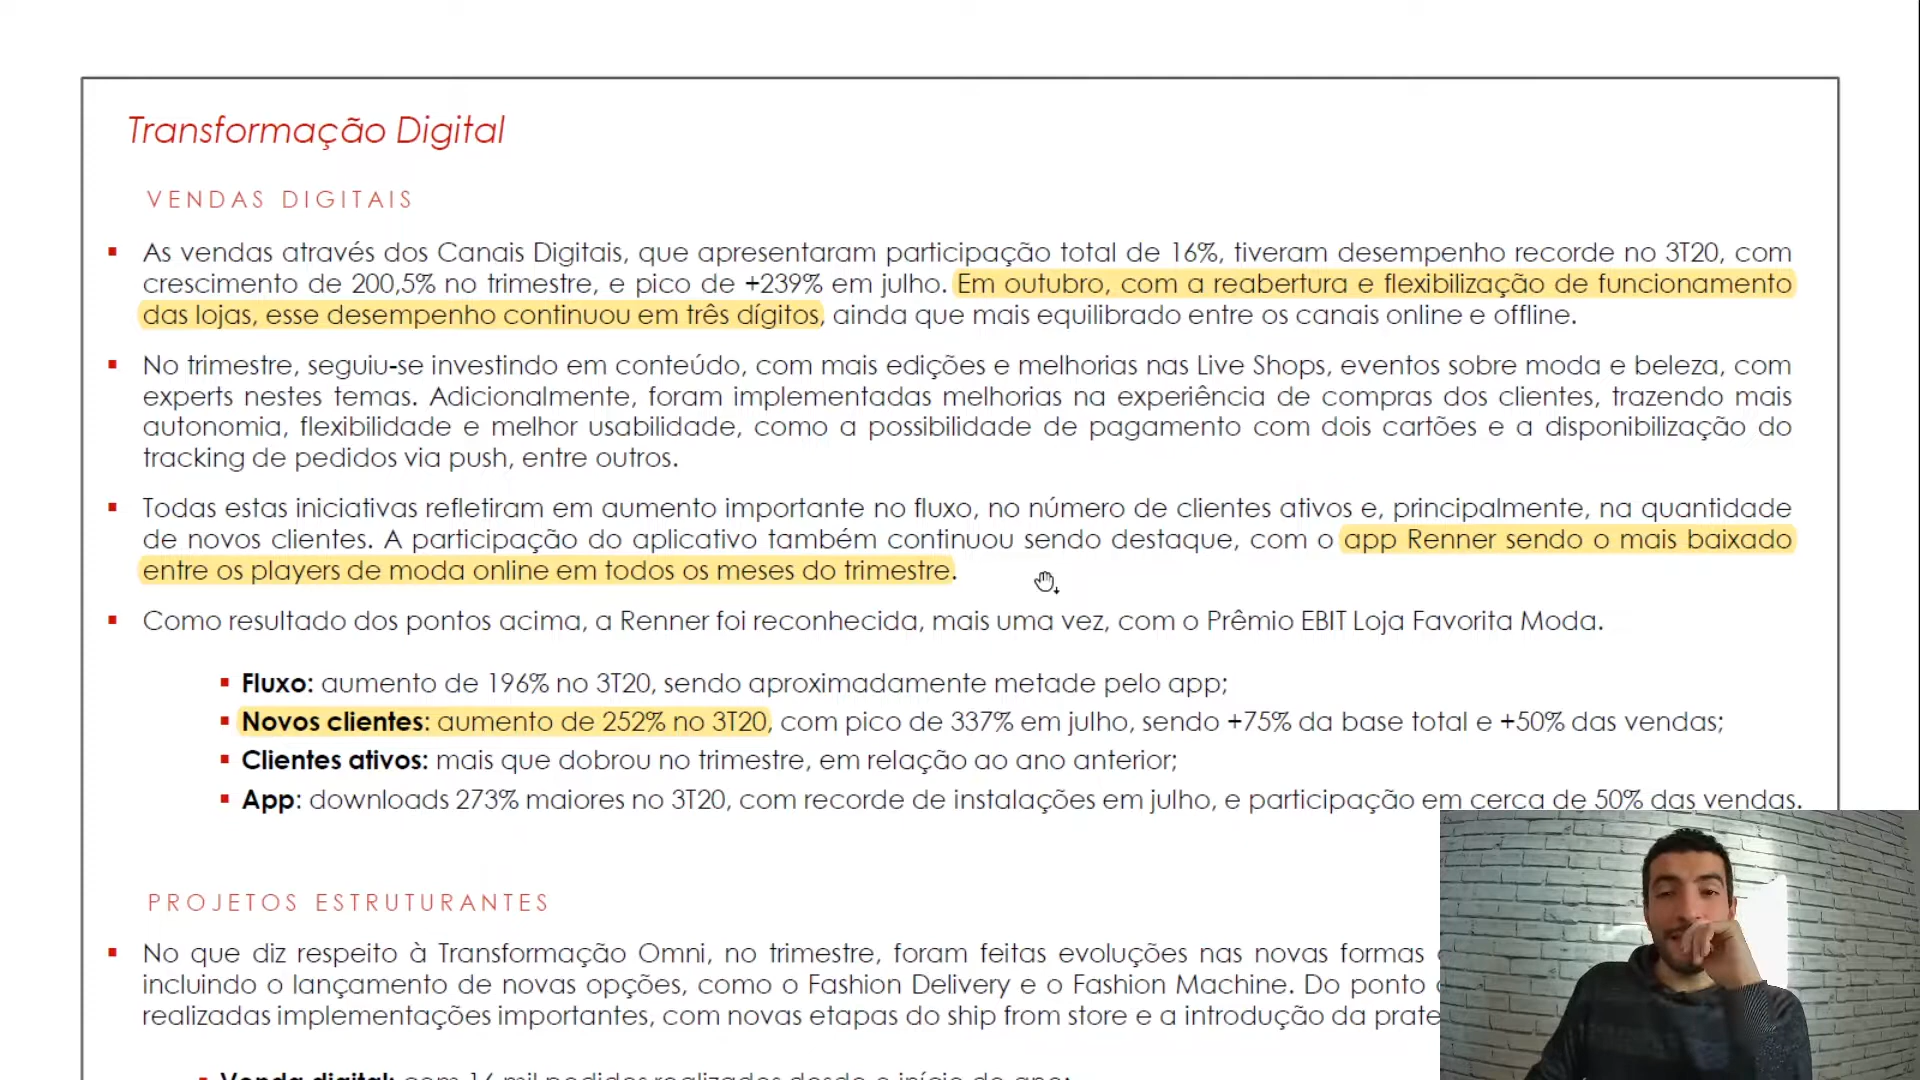 Transformação Digital
VENDAS DIGITAIS
As vendas através dos Canais Digitais, que apresentaram participação total de 16%, tiveram desempenho recorde no 3T20, com
crescimento de 200,5% no trimestre, e pico de +239% em julho. Em outubro, com a reabertura e flexibilização de funcionamento
das lojas, esse desempenho continuou em três dígitos, ainda que mais equilibrado entre os canais online e offline.
No trimestre, seguiu-se investindo em conteúdo, com mais edições e melhorias nas Live Shops, eventos sobre moda e beleza, com
experts nestes temas. Adicionalmente, foram implementadas melhorias na experiência de compras dos clientes, trazendo mais
autonomia, flexibilidade e melhor usabilidade, como a possibilidade de pagamento com dois cartões e a disponibilização do
tracking de pedidos via push, entre outros.
Todas estas iniciativas refletiram em aumento importante no fluxo, no número de clientes ativos e, principalmente, na quantidade
de novos clientes. A participação do aplicativo também continuou sendo destaque, com o app Renner sendo o mais baixado
entre os players de moda online em todos os meses do trimestre.
Como resultado dos pontos acima, a Renner foi reconhecida, mais uma vez, com o Prêmio EBIT Loja Favorita Moda.
Fluxo: aumento de 196% no 3T20, sendo aproximadamente metade pelo app;
Novos clientes: aumento de 252% no 3T20, com pico de 337% em julho, sendo +75% da base total e +50% das vendas;
Clientes ativos: mais que dobrou no trimestre, em relação ao ano anterior;
App: downloads 273% maiores no 3T20, com recorde de instalações em julho, e participação em cerca de 50% das vendas.
PROJETOS ESTRUTURANTES
No que diz respeito à Transformação Omni, no trimestre, foram feitas evoluções nas novas formas
incluindo o lançamento de novas opções, como o Fashion Delivery e o Fashion Machine. Do ponto
realizadas implementações importantes, com novas etapas do ship from store e a introdução da prate
Venda digital: com 16 mil pedidos realizados desde o início do ano;